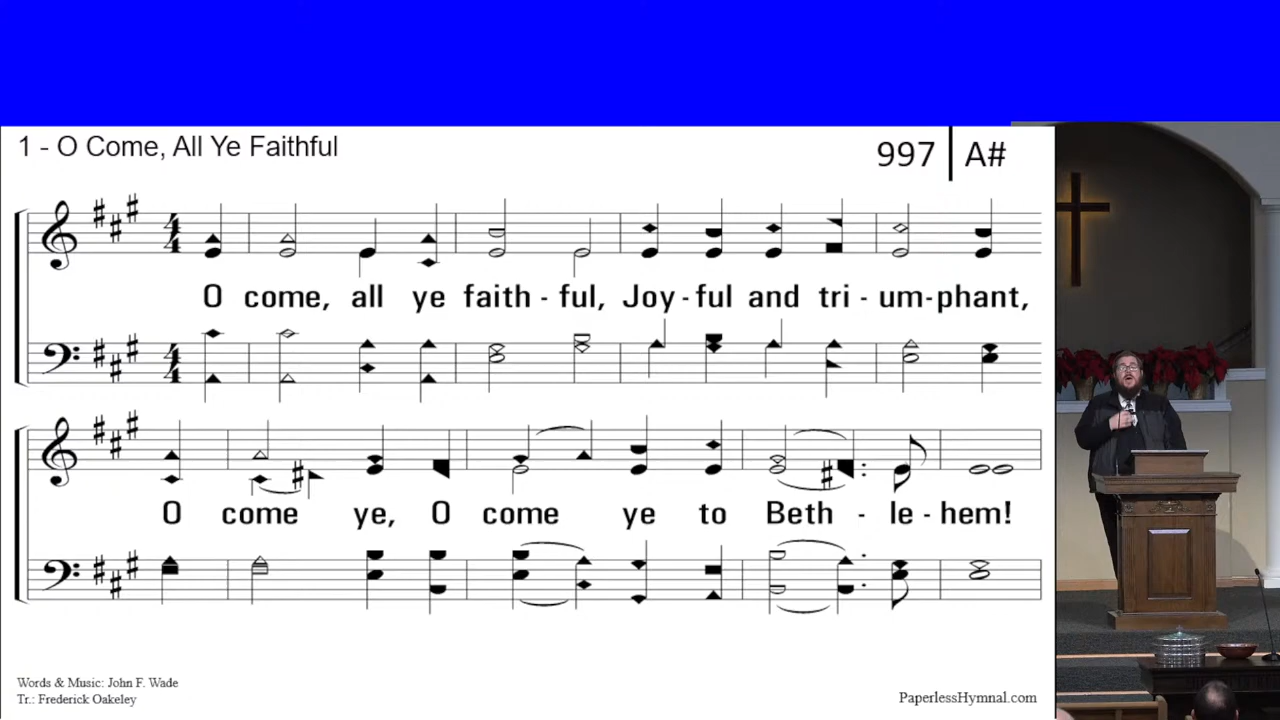 1 - O Come, All Ye Faithful
997 | A#
O come, all ye faith - ful, Joy - ful and tri - um - phant,
O come ye, O come ye to Beth - le - hem!
Words & Music: John F. Wade
Tr.: Frederick Oakeley
PaperlessHymnal.com